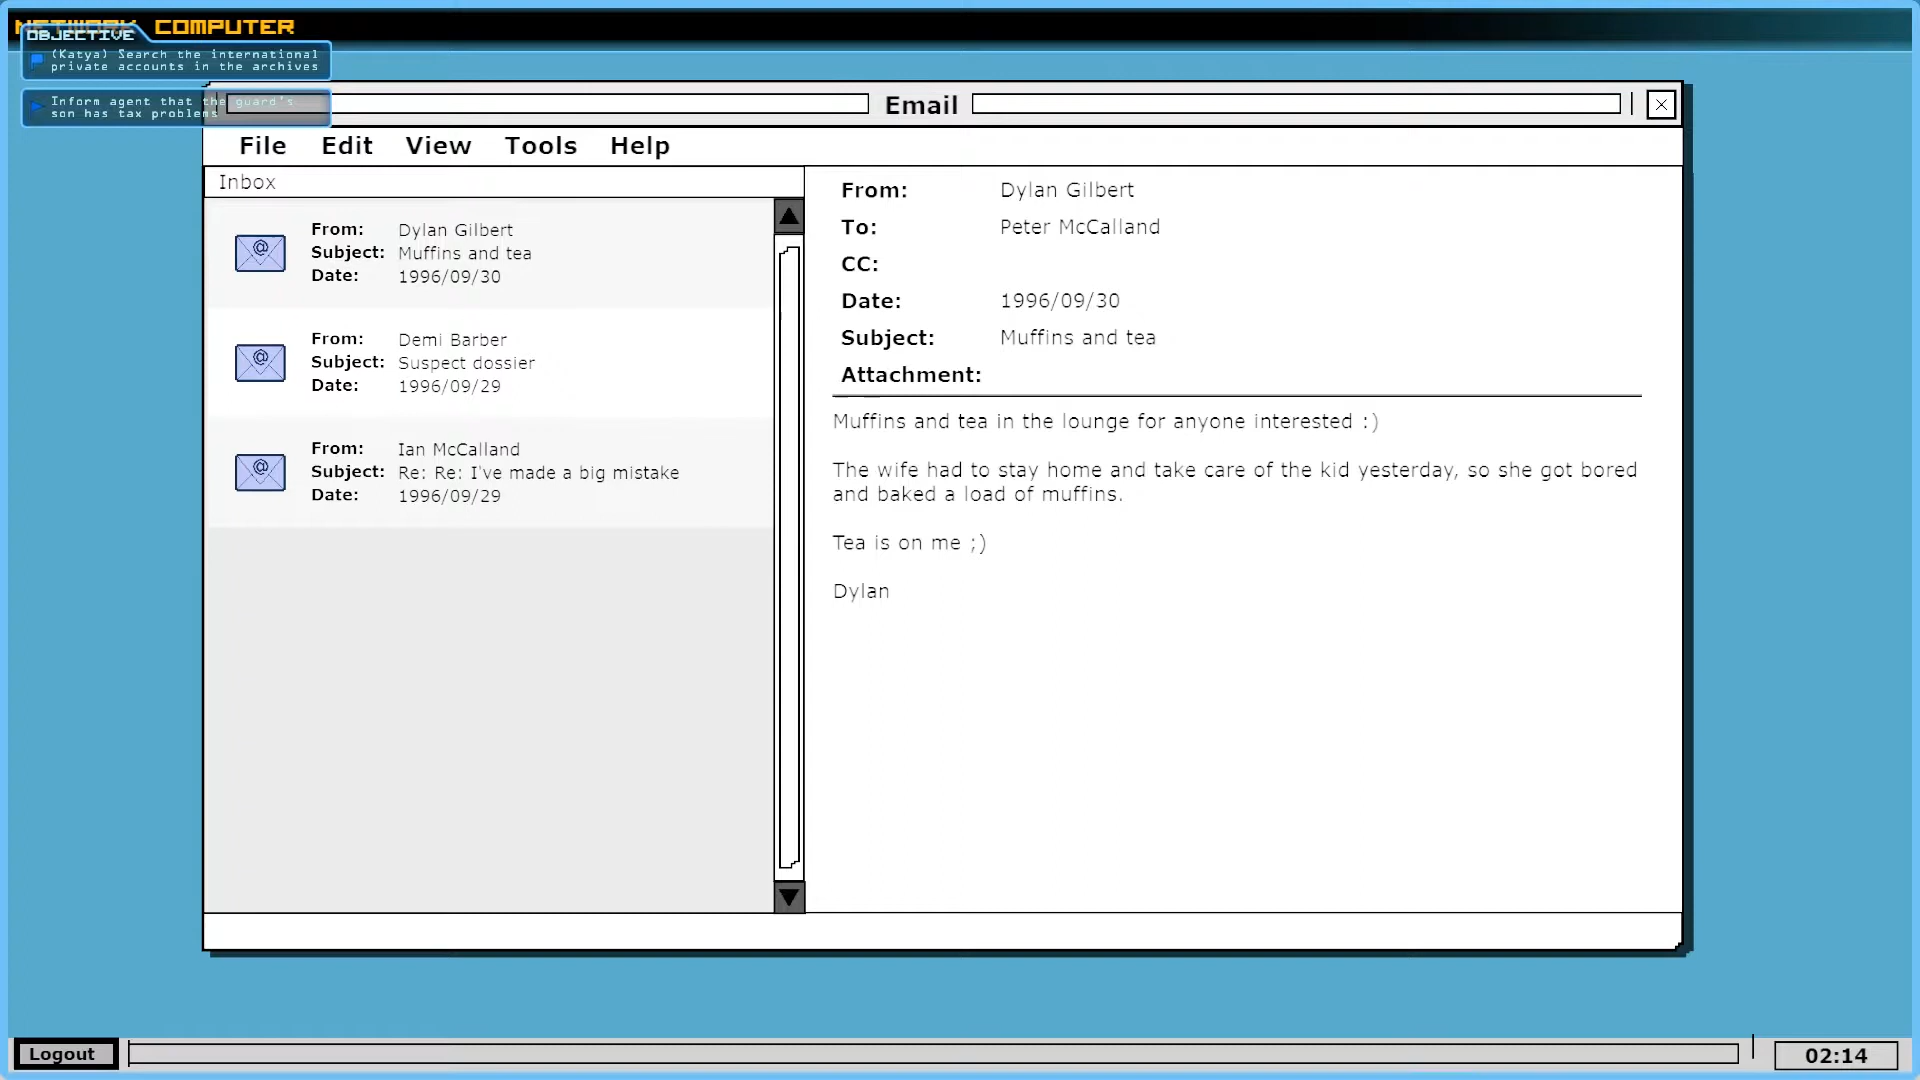 NETWORK COMPUTER
OBJECTIVE
(Katya) Search the international
private accounts in the archives
Inform agent that the guard's
son has tax problems
Email
File Edit View Tools Help
Inbox
From: Dylan Gilbert
Subject: Muffins and tea
Date: 1996/09/30
From: Demi Barber
Subject: Suspect dossier
Date: 1996/09/29
From: Ian McCalland
Subject: Re: Re: I've made a big mistake
Date: 1996/09/29
From: Dylan Gilbert
To: Peter McCalland
CC:
Date: 1996/09/30
Subject: Muffins and tea
Attachment:
Muffins and tea in the lounge for anyone interested :)
The wife had to stay home and take care of the kid yesterday, so she got bored
and baked a load of muffins.
Tea is on me ;)
Dylan
Logout
02:14